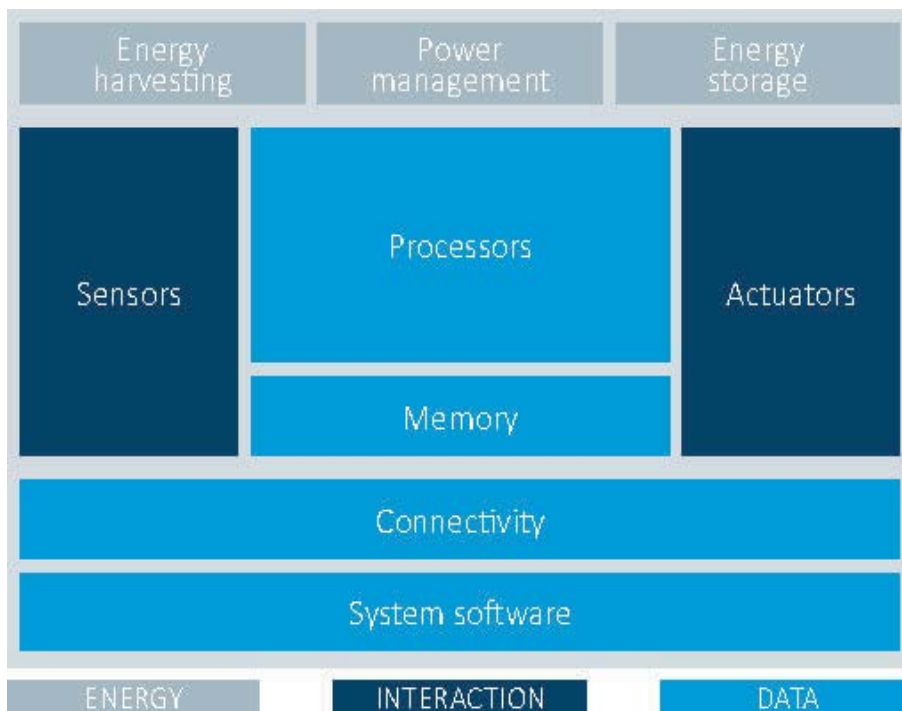 Energy
harvesting
Power
management
Energy
storage
Sensors
Processors
Memory
Actuators
Connectivity
System software
ENERGY
INTERACTION
DATA